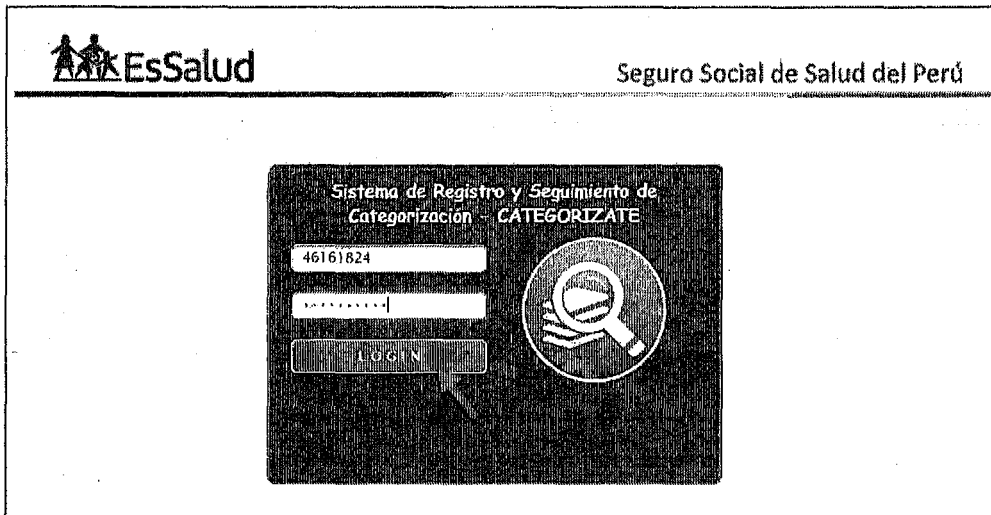 EsSalud
Seguro Social de Salud del Perú
Sistema de Registro y Seguimiento de
Categorización - CATEGORIZATE
46161824
LOGIN